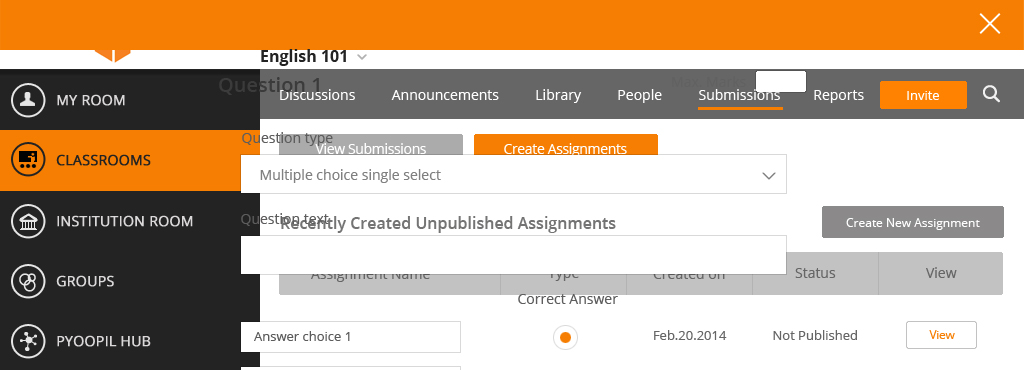 English 101
Question 1
Max. Marks
MY ROOM
Discussions
Announcements
Library
People
Submissions
Reports
Invite
Question type
View Submissions
Create Assignments
CLASSROOMS
Multiple choice single select
INSTITUTION ROOM
Question text
Recently Created Unpublished Assignments
Create New Assignment
Assignment Name
Type
Created on
Status
View
GROUPS
Correct Answer
PYOOPIL HUB
Answer choice 1
Feb.20.2014
Not Published
View